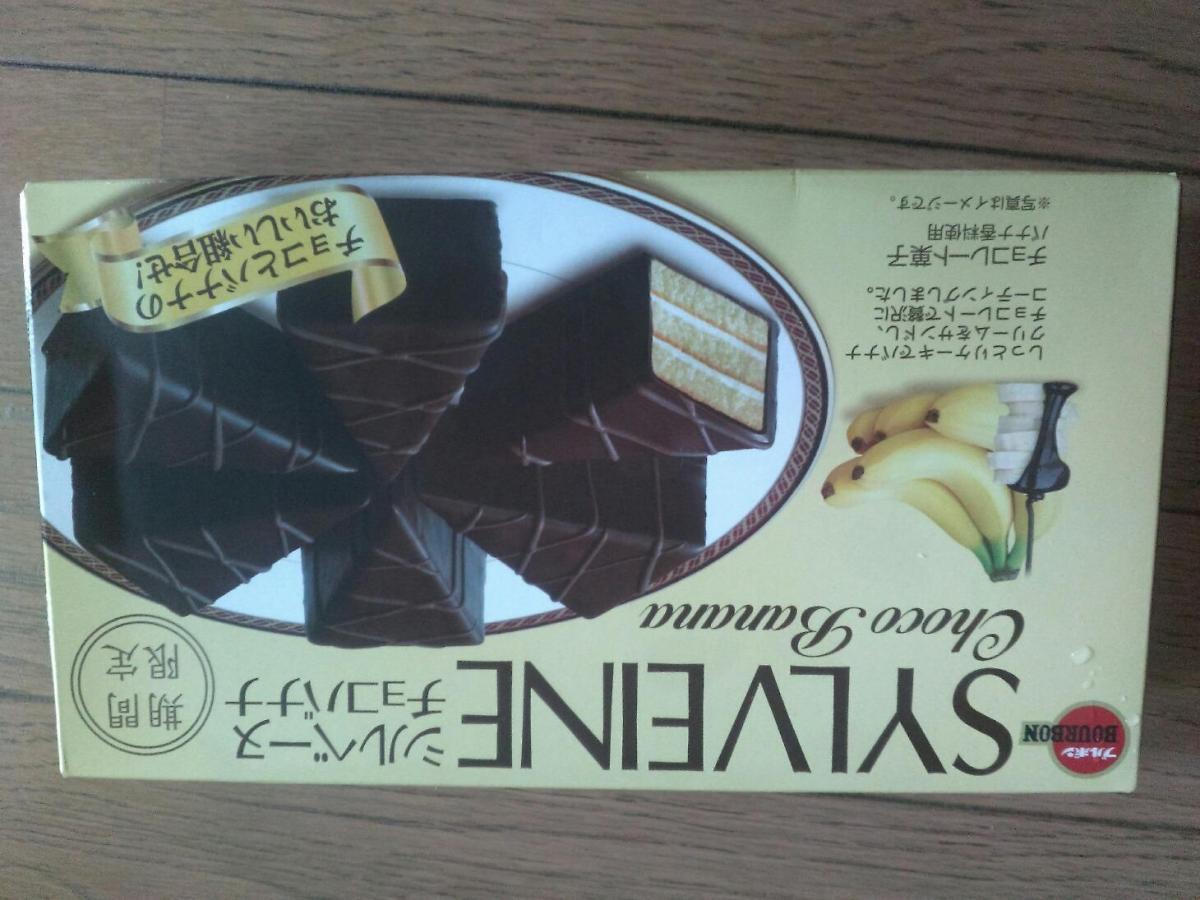 ブルボン
BOURBON
SYLVEINE
シルベーヌ
チョコバナナ
期間
限定
Choco Banana
チョコとバナナの
おいしい組合せ!
しっとりケーキでバナナ
クリームをサンドし、
チョコレートで贅沢に
コーティングしました。
チョコレート菓子
バナナ香料使用
※写真はイメージです。